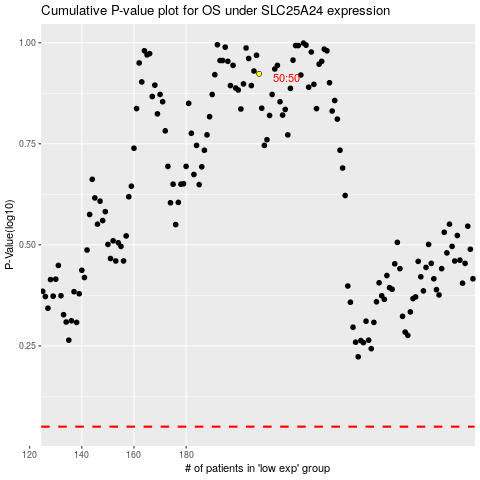 Cumulative P-value plot for OS under SLC25A24 expression
1.00
50:50
0.75
P-Value(log10)
0.50
0.25
120 140 160 180
# of patients in 'low exp' group